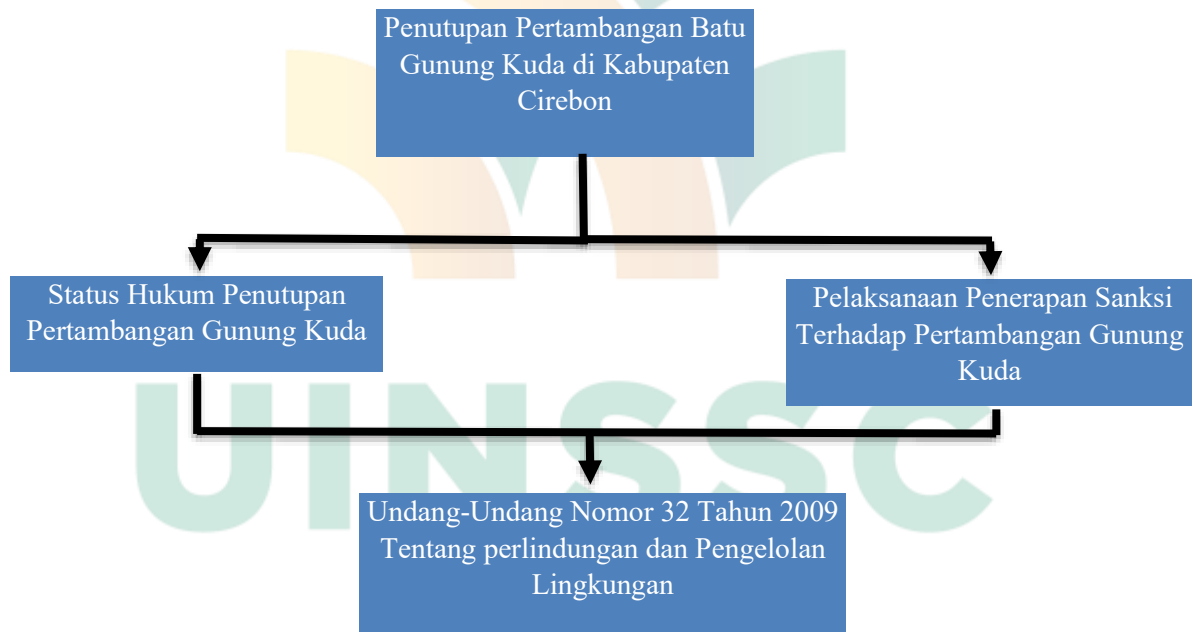 Penutupan Pertambangan Batu
Gunung Kuda di Kabupaten
Cirebon
Status Hukum Penutupan
Pertambangan Gunung Kuda
Pelaksanaan Penerapan Sanksi
Terhadap Pertambangan Gunung
Kuda
UINSSC
Undang-Undang Nomor 32 Tahun 2009
Tentang perlindungan dan Pengelolan
Lingkungan